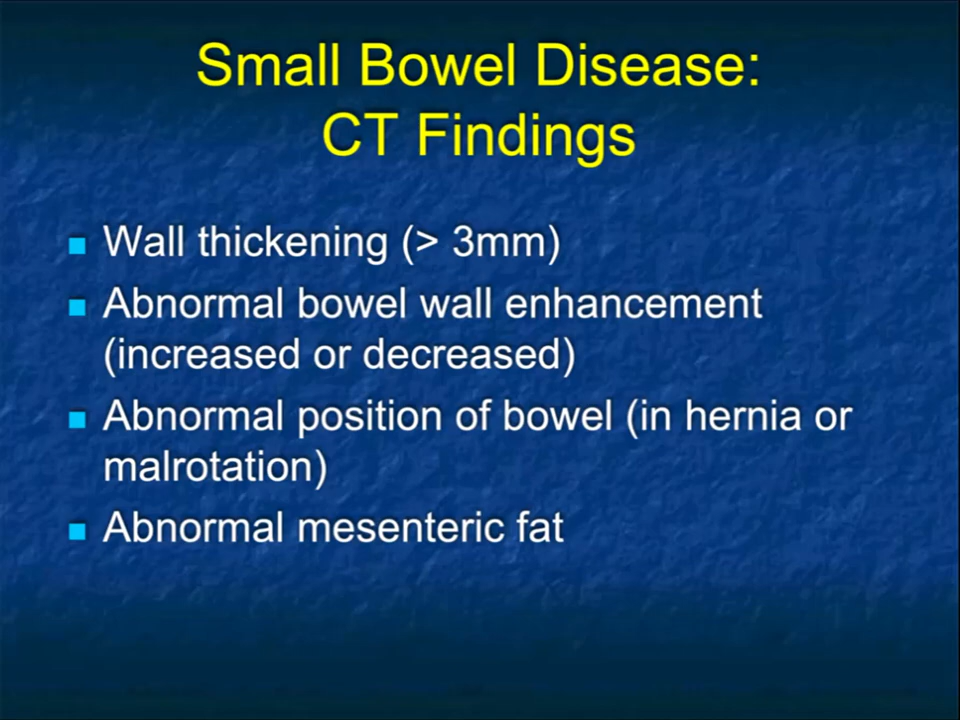 Small Bowel Disease:
CT Findings
Wall thickening (> 3mm)
Abnormal bowel wall enhancement
(increased or decreased)
Abnormal position of bowel (in hernia or
malrotation)
Abnormal mesenteric fat